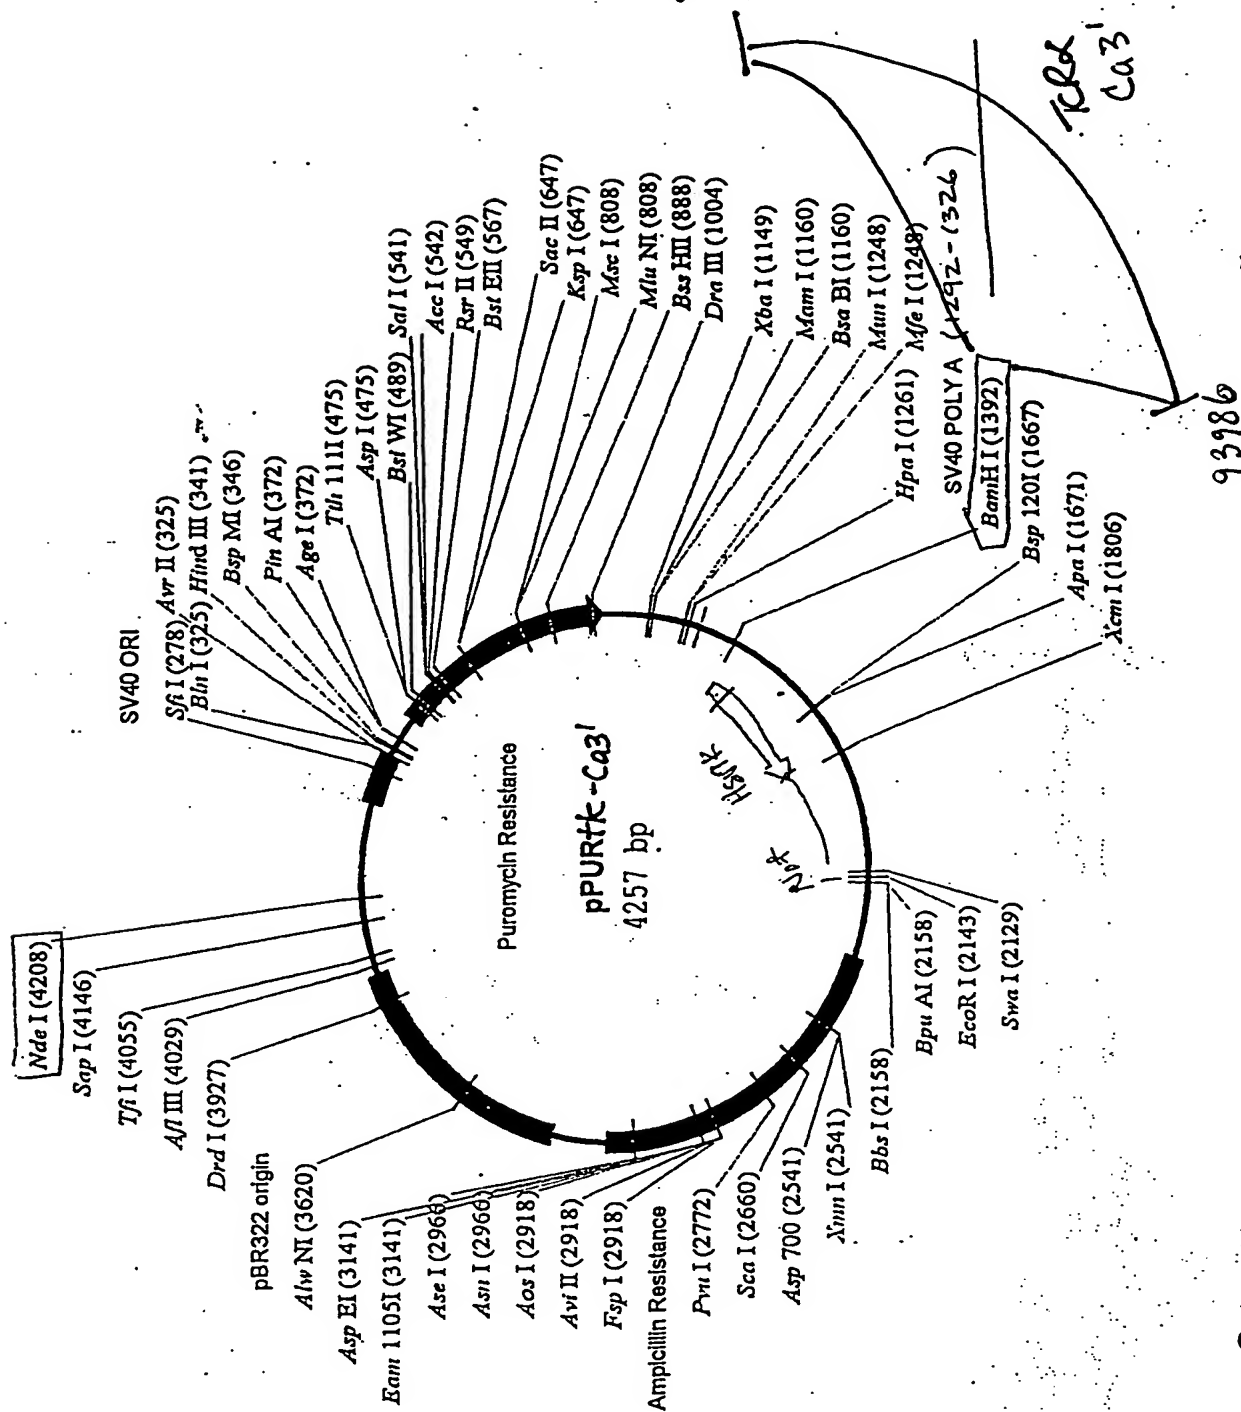 SV40 ORI
Sfi I (278)
Avr II (325)
Bln I (325)
Hind III (341)
Bsp MI (346)
Pin AI (372)
Age I (372)
Tth 111I (475)
Asp I (475)
Bst WI (489)
Sal I (541)
Acc I (542)
Rsr II (549)
Bst EII (567)
Sac II (647)
Ksp I (647)
Msc I (808)
Mlu NI (808)
Bss HII (888)
Dra III (1004)
Xba I (1149)
Mam I (1160)
Bsa BI (1160)
Mun I (1248)
Mfe I (1248)
Hpa I (1261)
SV40 POLY A (1292-1326)
BamH I (1392)
Bsp 120I (1667)
Apa I (1671)
Xcm I (1806)
TCRα
Ca3'
93986
Puromycin Resistance
pPURtk-Ca3'
4257 bp
HSVtk
Not
Swa I (2129)
EcoR I (2143)
Bpu AI (2158)
Bbs I (2158)
Xmn I (2541)
Asp 700 (2541)
Sca I (2660)
Pvu I (2772)
Ampicillin Resistance
Fsp I (2918)
Avi II (2918)
Aos I (2918)
Asn I (2966)
Ase I (2966)
Eam 1105I (3141)
Asp EI (3141)
Alw NI (3620)
pBR322 origin
Drd I (3927)
Afl III (4029)
Tfi I (4055)
Sap I (4146)
Nde I (4208)